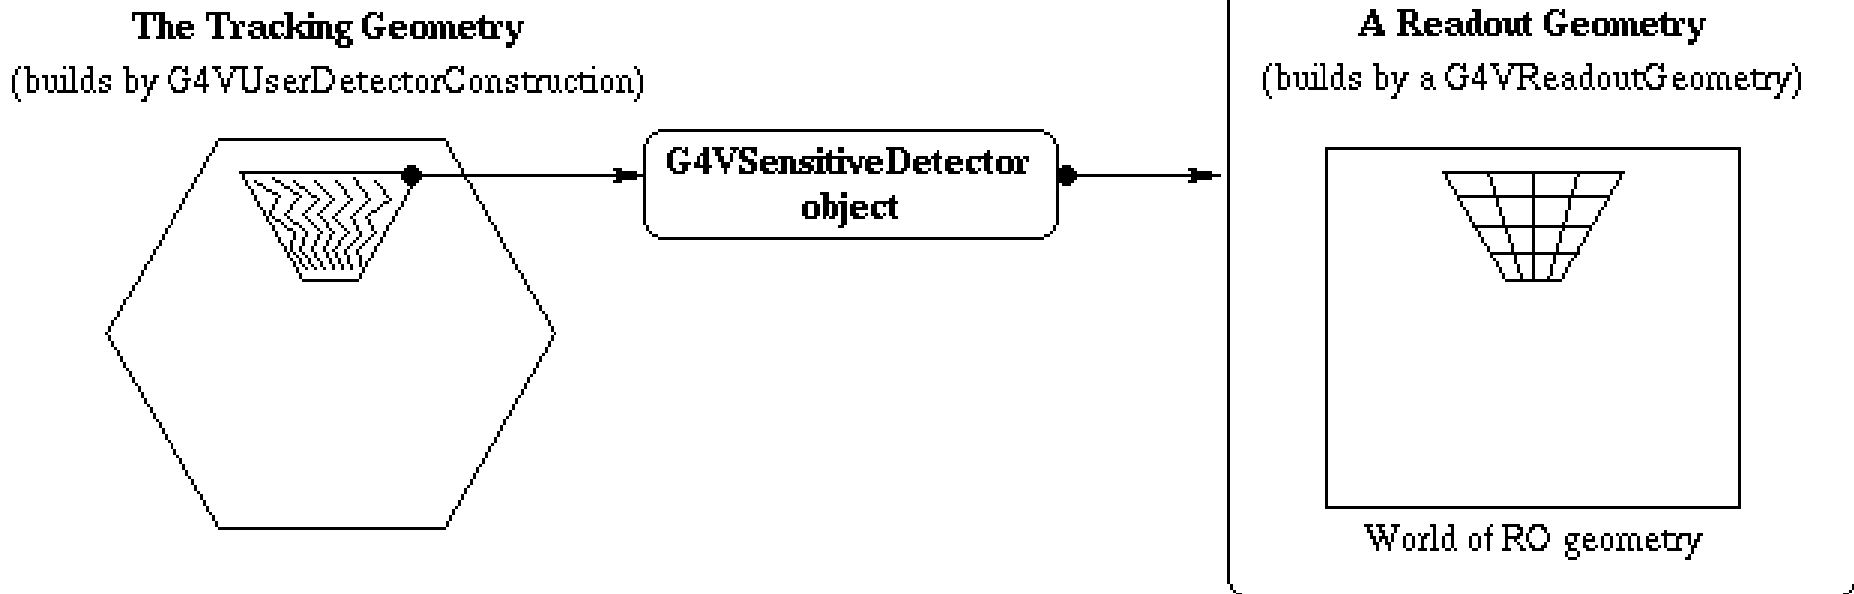 The Tracking Geometry
(builds by G4VUserDetectorConstruction)
G4VSensitiveDetector
object
A Readout Geometry
(builds by a G4VReadoutGeometry)
World of RO geometry